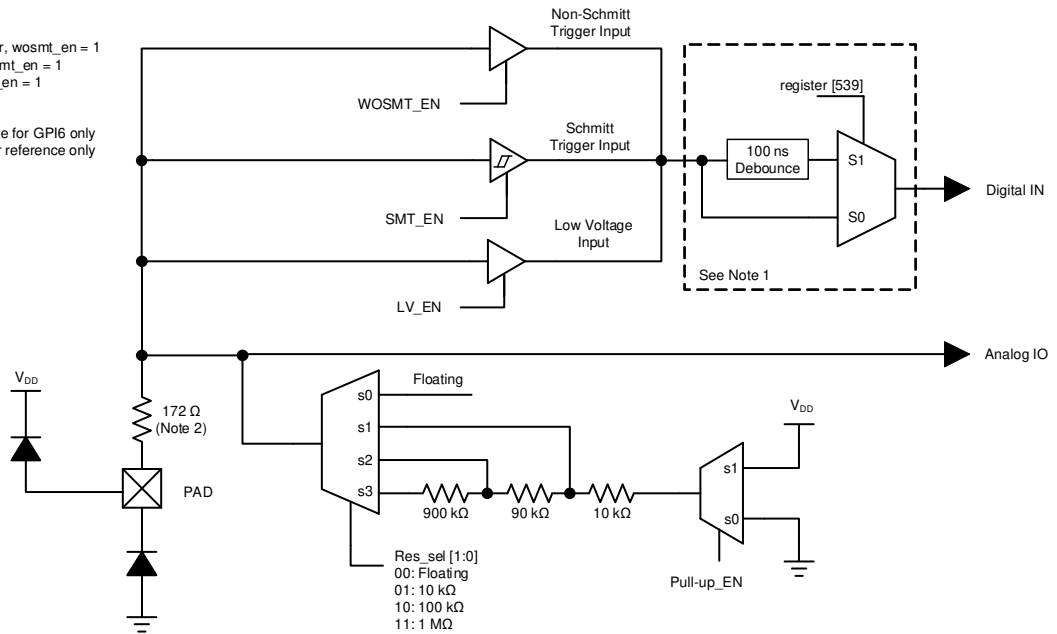 r, wosmt_en = 1
mt_en = 1
_en = 1
e for GPI6 only
reference only
Non-Schmitt
Trigger Input
WOSMT_EN
Schmitt
Trigger Input
SMT_EN
Low Voltage
Input
LV_EN
register [539]
100 ns
Debounce
S1
S0
See Note 1
Digital IN
Analog IO
VDD
172 Ω
(Note 2)
PAD
Floating
s0
s1
s2
s3
900 kΩ
90 kΩ
10 kΩ
VDD
s1
s0
Pull-up_EN
Res_sel [1:0]
00: Floating
01: 10 kΩ
10: 100 kΩ
11: 1 MΩ